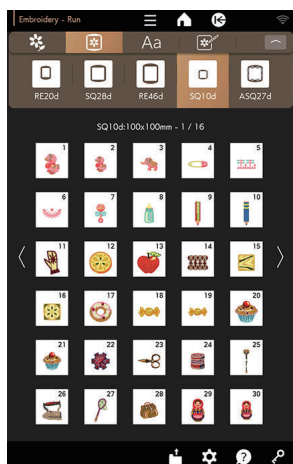 Embroidery - Run
Aa
RE20d SQ28d RE46d SQ10d ASQ27d
SQ10d:100x100mm - 1 / 16
1 2 3 4 5
6 7 8 9 10
11 12 13 14 15
16 17 18 19 20
21 22 23 24 25
26 27 28 29 30